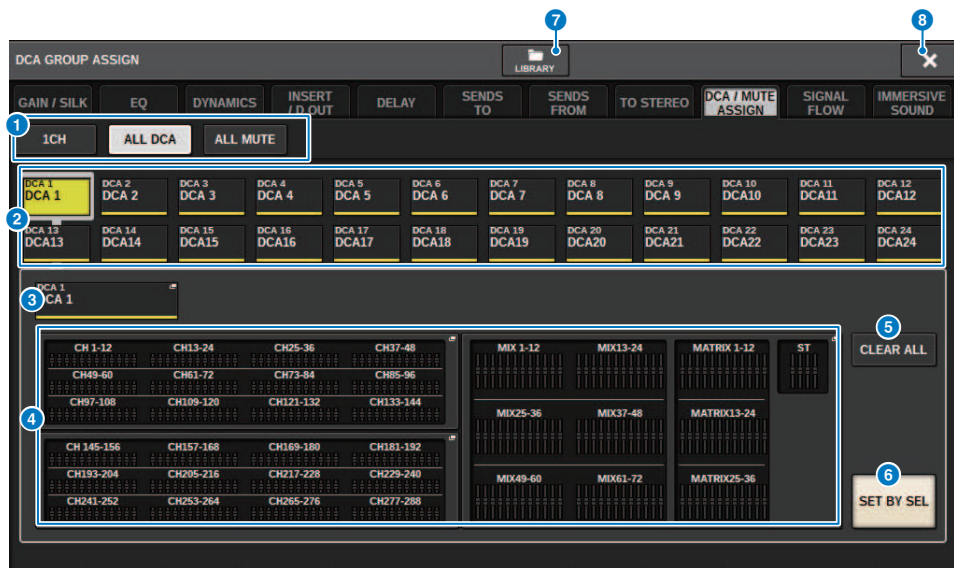 7
8
DCA GROUP ASSIGN
LIBRARY
GAIN / SILK
EQ
DYNAMICS
INSERT / D.OUT
DELAY
SENDS TO
SENDS FROM
TO STEREO
DCA / MUTE ASSIGN
SIGNAL FLOW
IMMERSIVE SOUND
1
1CH
ALL DCA
ALL MUTE
2
DCA 1
DCA 1
DCA 2
DCA 2
DCA 3
DCA 3
DCA 4
DCA 4
DCA 5
DCA 5
DCA 6
DCA 6
DCA 7
DCA 7
DCA 8
DCA 8
DCA 9
DCA 9
DCA 10
DCA10
DCA 11
DCA11
DCA 12
DCA12
DCA 13
DCA13
DCA 14
DCA14
DCA 15
DCA15
DCA 16
DCA16
DCA 17
DCA17
DCA 18
DCA18
DCA 19
DCA19
DCA 20
DCA20
DCA 21
DCA21
DCA 22
DCA22
DCA 23
DCA23
DCA 24
DCA24
3
DCA 1
DCA 1
4
CH 1-12
CH13-24
CH25-36
CH37-48
CH49-60
CH61-72
CH73-84
CH85-96
CH97-108
CH109-120
CH121-132
CH133-144
CH 145-156
CH157-168
CH169-180
CH181-192
CH193-204
CH205-216
CH217-228
CH229-240
CH241-252
CH253-264
CH265-276
CH277-288
MIX 1-12
MIX13-24
MATRIX 1-12
ST
MIX25-36
MIX37-48
MATRIX13-24
MIX49-60
MIX61-72
MATRIX25-36
5
CLEAR ALL
6
SET BY SEL